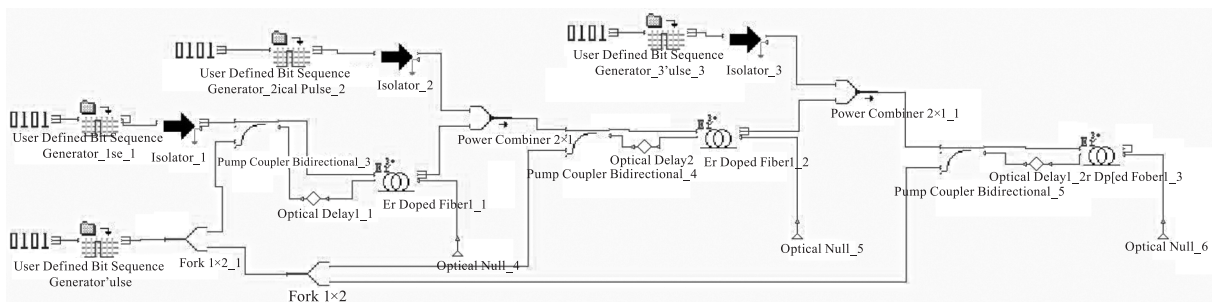 0101
User Defined Bit Sequence
Generator_2ical Pulse_2
Isolator_2
0101
User Defined Bit Sequence
Generator_3'ulse_3
Isolator_3
0101
User Defined Bit Sequence
Generator_1se_1
Isolator_1
Pump Coupler Bidirectional_3
Optical Delay1_1
Er Doped Fiber1_1
Power Combiner 2×1
Pump Coupler Bidirectional_4
Optical Delay2
Er Doped Fiber1_2
Power Combiner 2×1_1
Pump Coupler Bidirectional_5
Optical Delay1_2r Dp[ed Fober1_3
0101
User Defined Bit Sequence
Generator'ulse
Fork 1×2_1
Fork 1×2
Optical Null_4
Optical Null_5
Optical Null_6